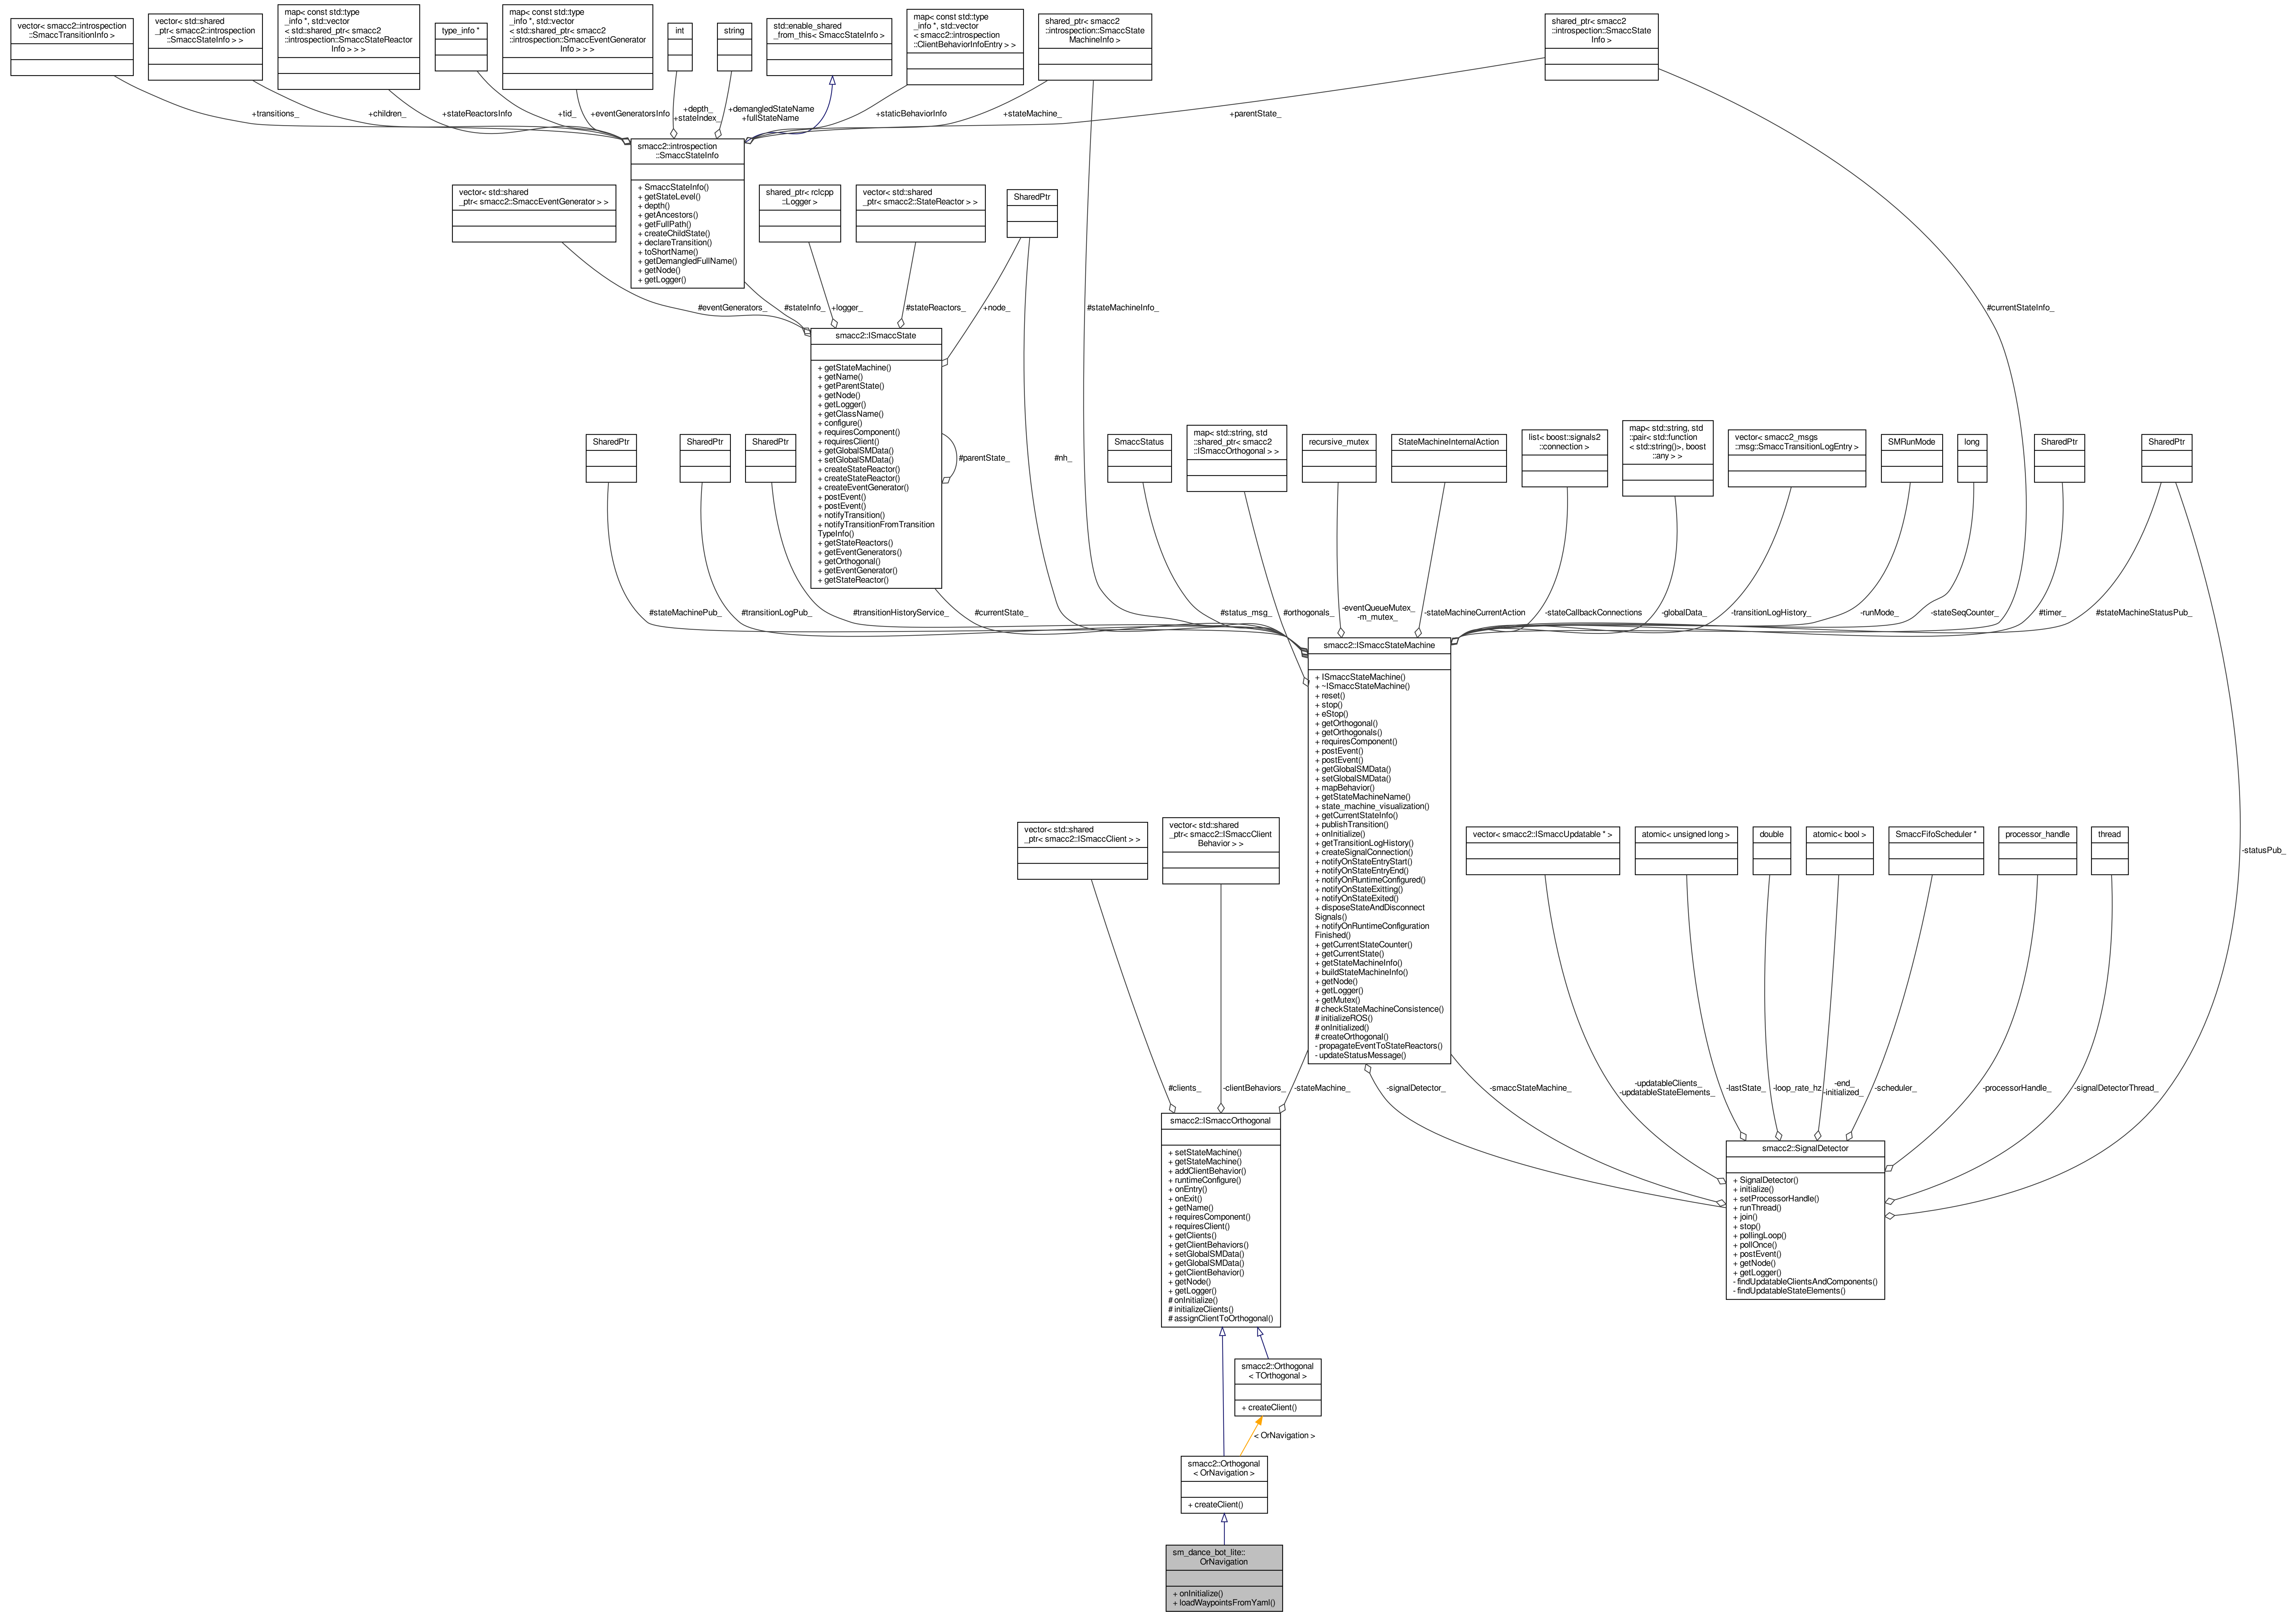 vector< smacc2::introspection
::SmaccTransitionInfo >
vector< std::shared
_ptr< smacc2::introspection
::SmaccStateInfo > >
map< const std::type
_info *, std::vector
< std::shared_ptr< smacc2
::introspection::SmaccStateReactor
Info > > >
type_info *
map< const std::type
_info *, std::vector
< std::shared_ptr< smacc2
::introspection::SmaccEventGenerator
Info > > >
int
string
std::enable_shared
_from_this< SmaccStateInfo >
map< const std::type
_info *, std::vector
< smacc2::introspection
::ClientBehaviorInfoEntry > >
shared_ptr< smacc2
::introspection::SmaccState
MachineInfo >
shared_ptr< smacc2
::introspection::SmaccState
Info >
+transitions_
+children_
+stateReactorsInfo
+tid_
+eventGeneratorsInfo
+depth_
+stateIndex_
+demangledStateName
+fullStateName
+staticBehaviorInfo
+stateMachine_
+parentState_
smacc2::introspection
::SmaccStateInfo
+ SmaccStateInfo()
+ getStateLevel()
+ depth()
+ getAncestors()
+ getFullPath()
+ createChildState()
+ declareTransition()
+ toShortName()
+ getDemangledFullName()
+ getNode()
+ getLogger()
vector< std::shared
_ptr< smacc2::SmaccEventGenerator > >
shared_ptr< rclcpp
::Logger >
vector< std::shared
_ptr< smacc2::StateReactor > >
SharedPtr
#eventGenerators_
#stateInfo_
+logger_
#stateReactors_
+node_
#stateMachineInfo_
#currentStateInfo_
smacc2::ISmaccState
+ getStateMachine()
+ getName()
+ getParentState()
+ getNode()
+ getLogger()
+ getClassName()
+ configure()
+ requiresComponent()
+ requiresClient()
+ getGlobalSMData()
+ setGlobalSMData()
+ createStateReactor()
+ createStateReactor()
+ createEventGenerator()
+ postEvent()
+ postEvent()
+ notifyTransition()
+ notifyTransitionFromTransition
TypeInfo()
+ getStateReactors()
+ getEventGenerators()
+ getOrthogonal()
+ getEventGenerator()
+ getStateReactor()
#parentState_
#nh_
SharedPtr
SharedPtr
SharedPtr
SmaccStatus
map< std::string, std
::shared_ptr< smacc2
::ISmaccOrthogonal > >
recursive_mutex
StateMachineInternalAction
list< boost::signals2
::connection >
map< std::string, std
::pair< std::function
< std::string()>, boost
::any > >
vector< smacc2_msgs
::msg::SmaccTransitionLogEntry >
SMRunMode
long
SharedPtr
SharedPtr
#stateMachinePub_
#transitionLogPub_
#transitionHistoryService_
#currentState_
#status_msg_
#orthogonals_
-eventQueueMutex_
-m_mutex_
-stateMachineCurrentAction
-stateCallbackConnections
-globalData_
-transitionLogHistory_
-runMode_
-stateSeqCounter_
#timer_
#stateMachineStatusPub_
smacc2::ISmaccStateMachine
+ ISmaccStateMachine()
+ ~ISmaccStateMachine()
+ reset()
+ stop()
+ eStop()
+ getOrthogonal()
+ getOrthogonals()
+ requiresComponent()
+ postEvent()
+ postEvent()
+ getGlobalSMData()
+ setGlobalSMData()
+ mapBehavior()
+ getStateMachineName()
+ state_machine_visualization()
+ getCurrentStateInfo()
+ publishTransition()
+ onInitialize()
+ getTransitionLogHistory()
+ createSignalConnection()
+ notifyOnStateEntryStart()
+ notifyOnStateEntryEnd()
+ notifyOnRuntimeConfigured()
+ notifyOnStateExitting()
+ notifyOnStateExited()
+ disposeStateAndDisconnect
Signals()
+ notifyOnRuntimeConfiguration
Finished()
+ getCurrentStateCounter()
+ getCurrentState()
+ getStateMachineInfo()
+ buildStateMachineInfo()
+ getNode()
+ getLogger()
+ getMutex()
# checkStateMachineConsistence()
# initializeROS()
# onInitialized()
# createOrthogonal()
- propagateEventToStateReactors()
- updateStatusMessage()
vector< std::shared
_ptr< smacc2::ISmaccClient > >
vector< std::shared
_ptr< smacc2::ISmaccClient
Behavior > >
vector< smacc2::ISmaccUpdatable * >
atomic< unsigned long >
double
atomic< bool >
SmaccFifoScheduler *
processor_handle
thread
-statusPub_
#clients_
-clientBehaviors_
-stateMachine_
-signalDetector_
-smaccStateMachine_
-updatableClients_
-updatableStateElements_
-lastState_
-loop_rate_hz
-end_
-initialized_
-scheduler_
-processorHandle_
-signalDetectorThread_
smacc2::ISmaccOrthogonal
+ setStateMachine()
+ getStateMachine()
+ addClientBehavior()
+ runtimeConfigure()
+ onEntry()
+ onExit()
+ getName()
+ requiresComponent()
+ requiresClient()
+ getClients()
+ getClientBehaviors()
+ setGlobalSMData()
+ getGlobalSMData()
+ getClientBehavior()
+ getNode()
+ getLogger()
# onInitialize()
# initializeClients()
# assignClientToOrthogonal()
smacc2::SignalDetector
+ SignalDetector()
+ initialize()
+ setProcessorHandle()
+ runThread()
+ join()
+ stop()
+ pollingLoop()
+ pollOnce()
+ postEvent()
+ getNode()
+ getLogger()
- findUpdatableClientsAndComponents()
- findUpdatableStateElements()
smacc2::Orthogonal
< TOrthogonal >
+ createClient()
< OrNavigation >
smacc2::Orthogonal
< OrNavigation >
+ createClient()
sm_dance_bot_lite::
OrNavigation
+ onInitialize()
+ loadWaypointsFromYaml()